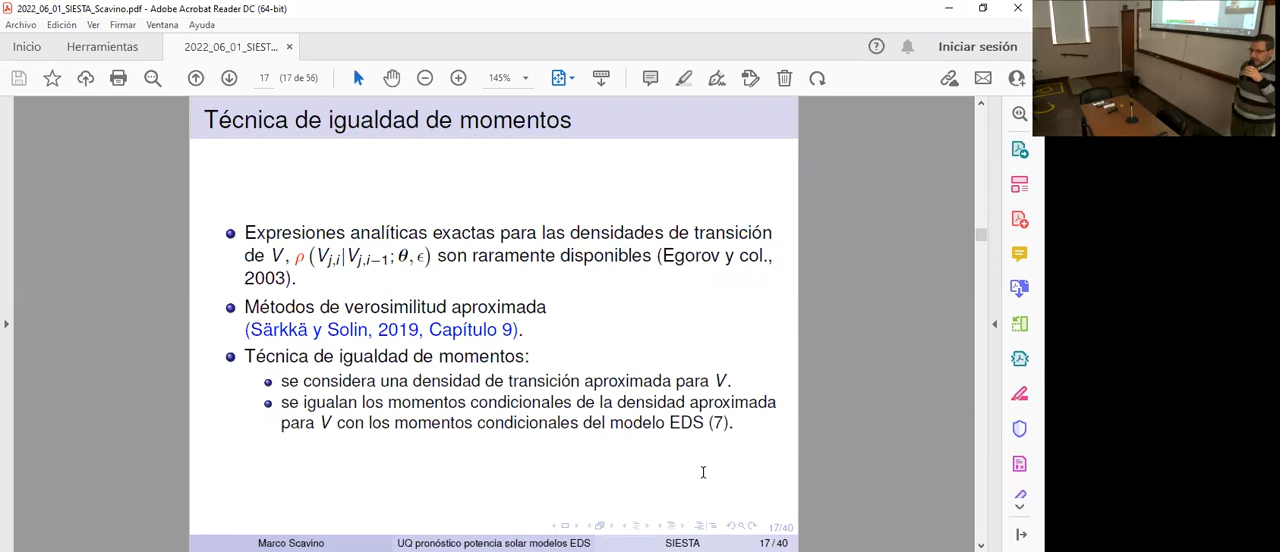 2022_06_01_SIESTA_Scavino.pdf - Adobe Acrobat Reader DC (64-bit)
Archivo Edición Ver Firmar Ventana Ayuda
Inicio Herramientas 2022_06_01_SIEST... × Iniciar sesión
17 (17 de 56) 145%
Técnica de igualdad de momentos
Expresiones analíticas exactas para las densidades de transición
de V, ρ (V_{j,i}|V_{j,i−1}; θ, ϵ) son raramente disponibles (Egorov y col.,
2003).
Métodos de verosimilitud aproximada
(Särkkä y Solin, 2019, Capítulo 9).
Técnica de igualdad de momentos:
se considera una densidad de transición aproximada para V.
se igualan los momentos condicionales de la densidad aproximada
para V con los momentos condicionales del modelo EDS (7).
17/40
Marco Scavino UQ pronóstico potencia solar modelos EDS SIESTA 17 / 40